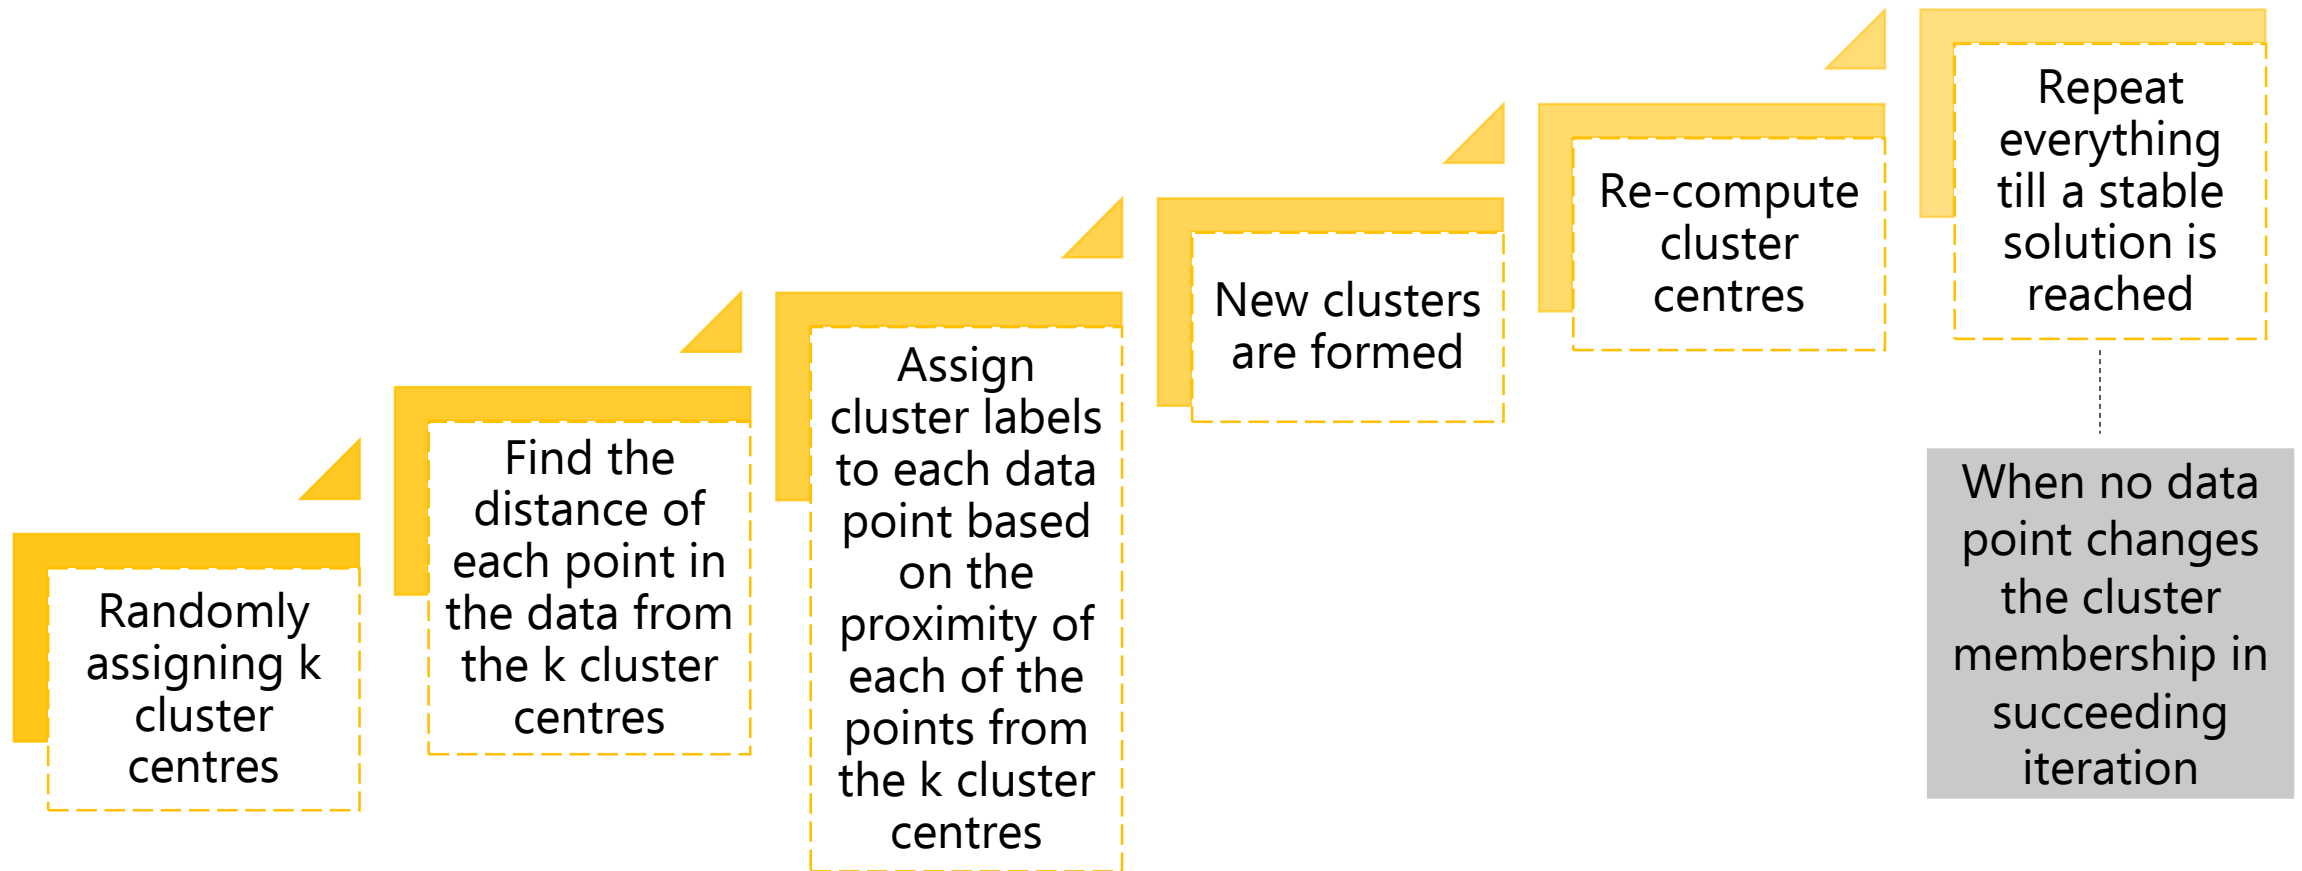 Randomly
assigning k
cluster
centres
Find the
distance of
each point in
the data from
the k cluster
centres
Assign
cluster labels
to each data
point based
on the
proximity of
each of the
points from
the k cluster
centres
New clusters
are formed
Re-compute
cluster
centres
Repeat
everything
till a stable
solution is
reached
When no data
point changes
the cluster
membership in
succeeding
iteration